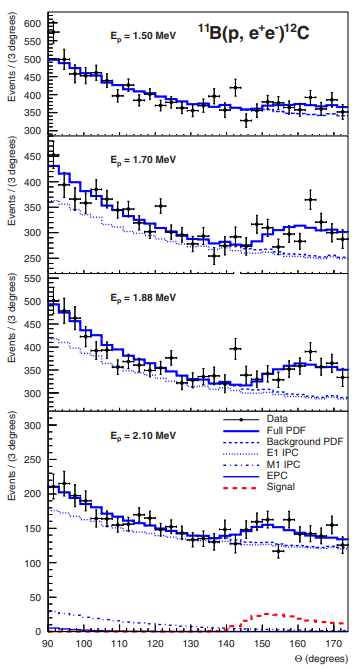 ¹¹B(p, e⁺e⁻)¹²C
Eₚ = 1.50 MeV
Events / (3 degrees)
600
550
500
450
400
350
300
Eₚ = 1.70 MeV
Events / (3 degrees)
450
400
350
300
250
Eₚ = 1.88 MeV
Events / (3 degrees)
550
500
450
400
350
300
Eₚ = 2.10 MeV
Events / (3 degrees)
300
250
200
150
100
50
0
Data
Full PDF
Background PDF
E1 IPC
M1 IPC
EPC
Signal
90 100 110 120 130 140 150 160 170
Θ (degrees)